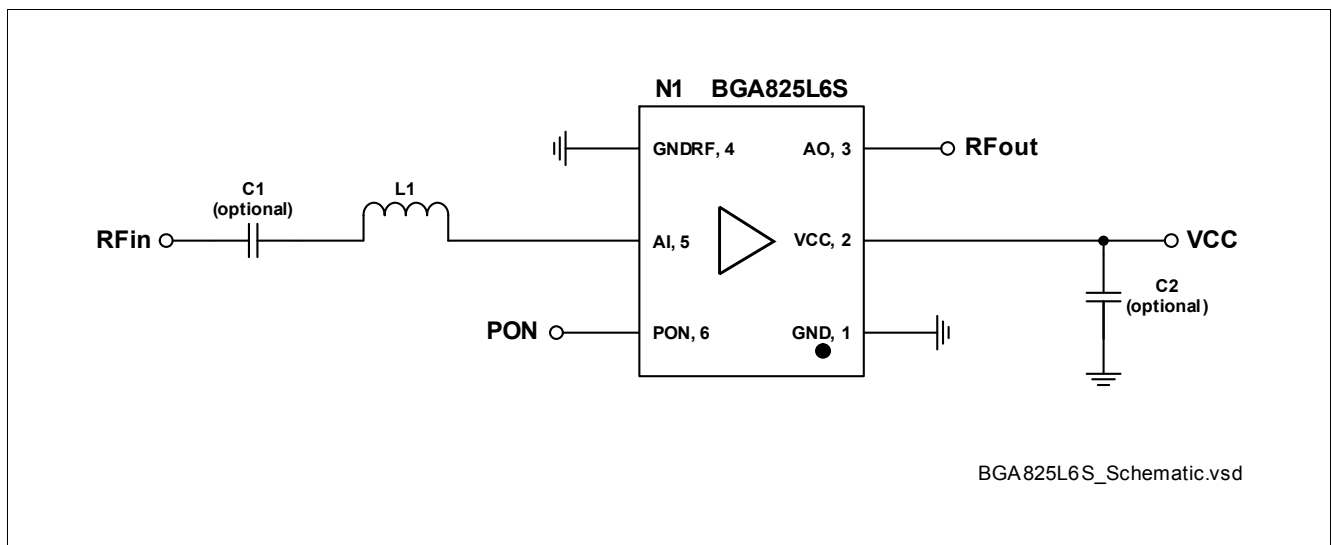 N1 BGA825L6S
GNDRF, 4
AO, 3
RFout
C1
(optional)
L1
RFin
AI, 5
VCC, 2
VCC
C2
(optional)
PON
PON, 6
GND, 1
BGA825L6S_Schematic.vsd